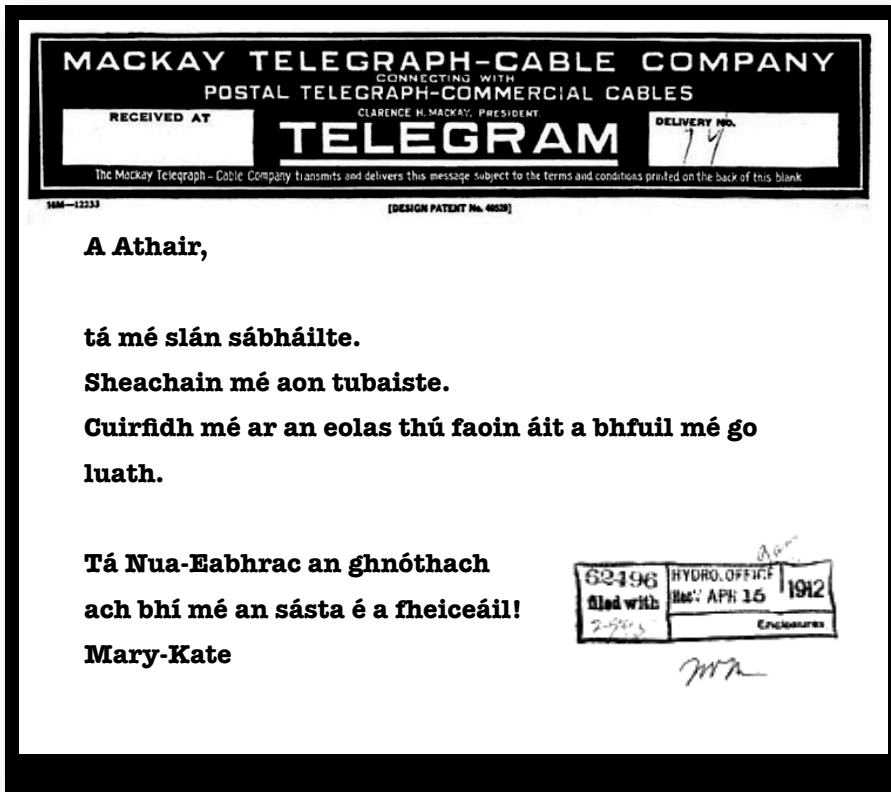 MACKAY TELEGRAPH-CABLE COMPANY
CONNECTING WITH
POSTAL TELEGRAPH-COMMERCIAL CABLES
CLARENCE H. MACKAY, PRESIDENT.
RECEIVED AT
TELEGRAM
DELIVERY NO.
The Mackay Telegraph-Cable Company transmits and delivers this message subject to the terms and conditions printed on the back of this blank
[DESIGN PATENT No. 40529]
A Athair,
tá mé slán sábháilte.
Sheachain mé aon tubaiste.
Cuirfidh mé ar an eolas thú faoin áit a bhfuil mé go
luath.
Tá Nua-Eabhrac an ghnóthach
ach bhí mé an sásta é a fheiceáil!
Mary-Kate
62496
filed with
HYDRO. OFFICE
Rec'd APR 15
1912
Enclosures